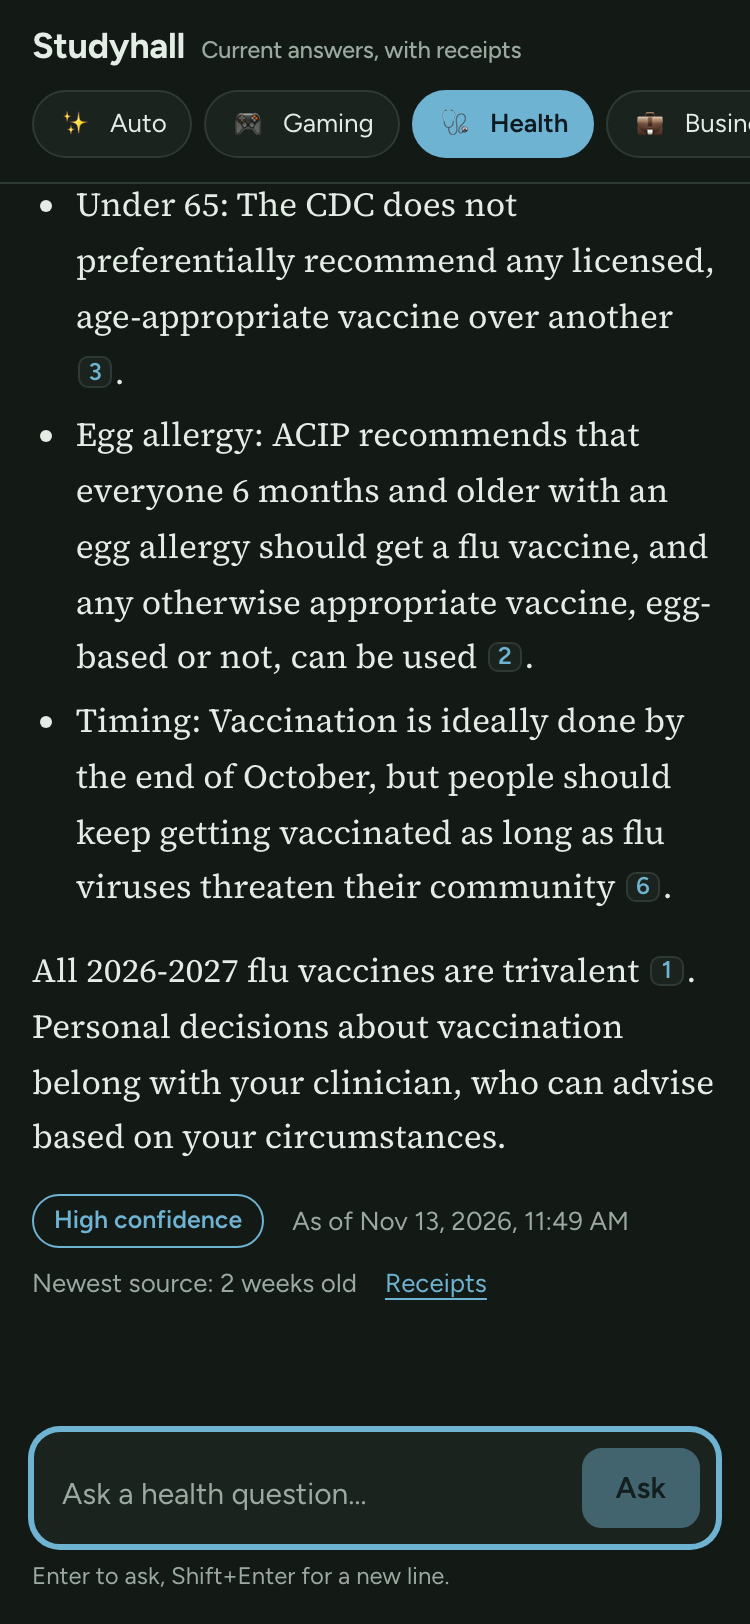 Studyhall Current answers, with receipts
Auto Gaming Health Busin
Under 65: The CDC does not
preferentially recommend any licensed,
age-appropriate vaccine over another
3.
Egg allergy: ACIP recommends that
everyone 6 months and older with an
egg allergy should get a flu vaccine, and
any otherwise appropriate vaccine, egg-
based or not, can be used 2.
Timing: Vaccination is ideally done by
the end of October, but people should
keep getting vaccinated as long as flu
viruses threaten their community 6.
All 2026-2027 flu vaccines are trivalent 1.
Personal decisions about vaccination
belong with your clinician, who can advise
based on your circumstances.
High confidence As of Nov 13, 2026, 11:49 AM
Newest source: 2 weeks old Receipts
Ask a health question... Ask
Enter to ask, Shift+Enter for a new line.